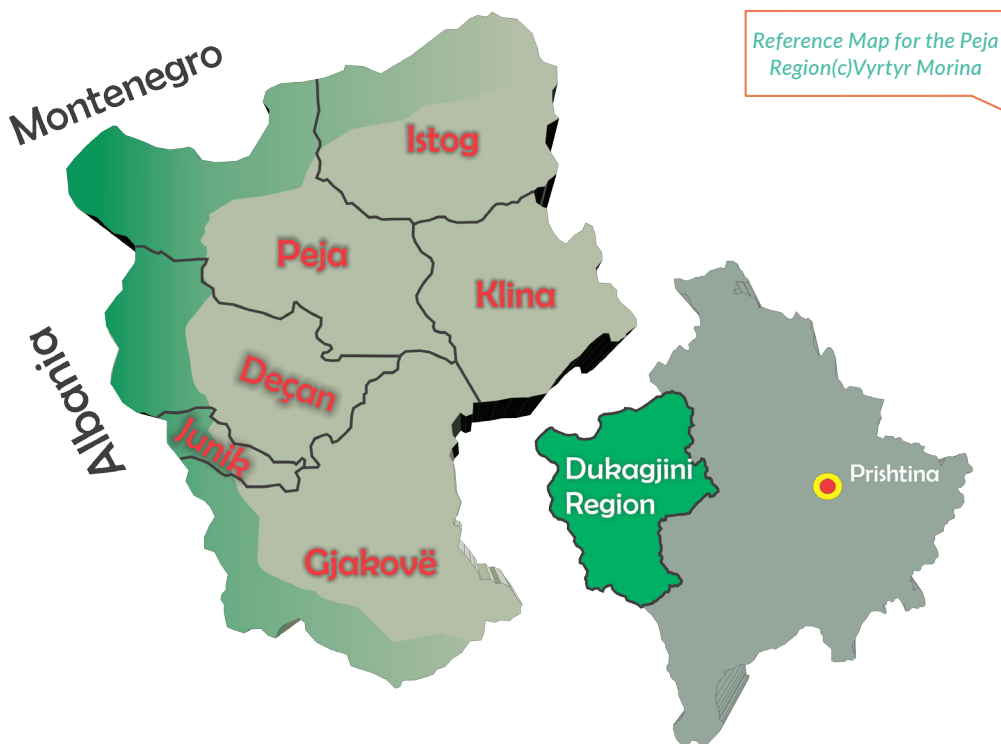 Reference Map for the Peja
Region(c)Vyrtyr Morina
Montenegro
Istog
Peja
Klina
Albania
Deçan
Junik
Gjakovë
Dukagjini
Region
Prishtina